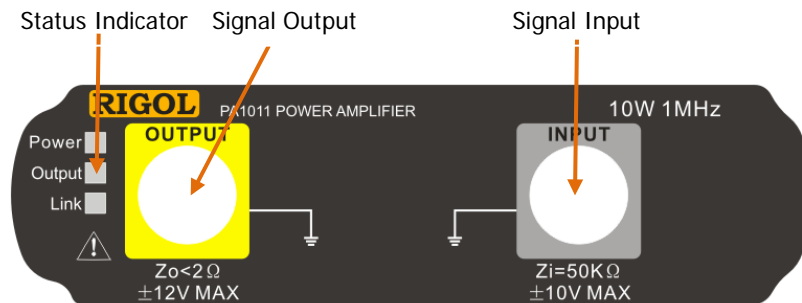 Status Indicator Signal Output Signal Input
RIGOL PA1011 POWER AMPLIFIER 10W 1MHz
OUTPUT INPUT
Power
Output
Link
Zo<2Ω Zi=50KΩ
±12V MAX ±10V MAX